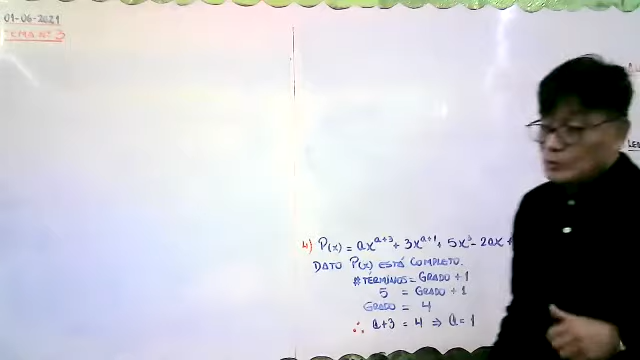 01-06-2021
TEMA N° 3
4) P(x) = ax^{a+3} + 3x^{a+1} + 5x^3 - 2ax +
DATO P(x) ESTÁ COMPLETO.
# TÉRMINOS = GRADO + 1
5 = GRADO + 1
GRADO = 4
∴ a+3 = 4 ⇒ a = 1